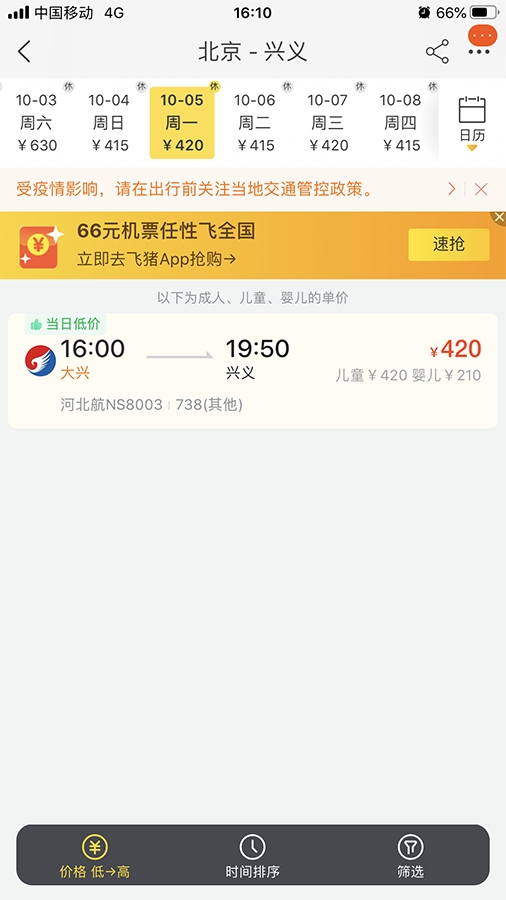 中国移动 4G 16:10 66%
北京 - 兴义
休 休 休 休 休 休
10-03 10-04 10-05 10-06 10-07 10-08
周六 周日 周一 周二 周三 周四 日历
¥630 ¥415 ¥420 ¥415 ¥420 ¥415
受疫情影响，请在出行前关注当地交通管控政策。
66元机票任性飞全国
立即去飞猪App抢购→
速抢
以下为成人、儿童、婴儿的单价
当日低价
16:00 19:50 ¥420
大兴 兴义 儿童¥420 婴儿¥210
河北航NS8003 738(其他)
价格 低→高 时间排序 筛选